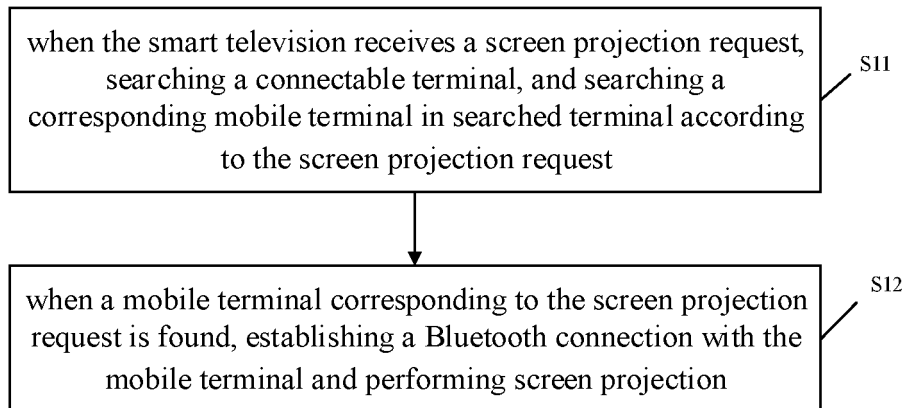 when the smart television receives a screen projection request,
searching a connectable terminal, and searching a
corresponding mobile terminal in searched terminal according
to the screen projection request
S11
when a mobile terminal corresponding to the screen projection
request is found, establishing a Bluetooth connection with the
mobile terminal and performing screen projection
S12